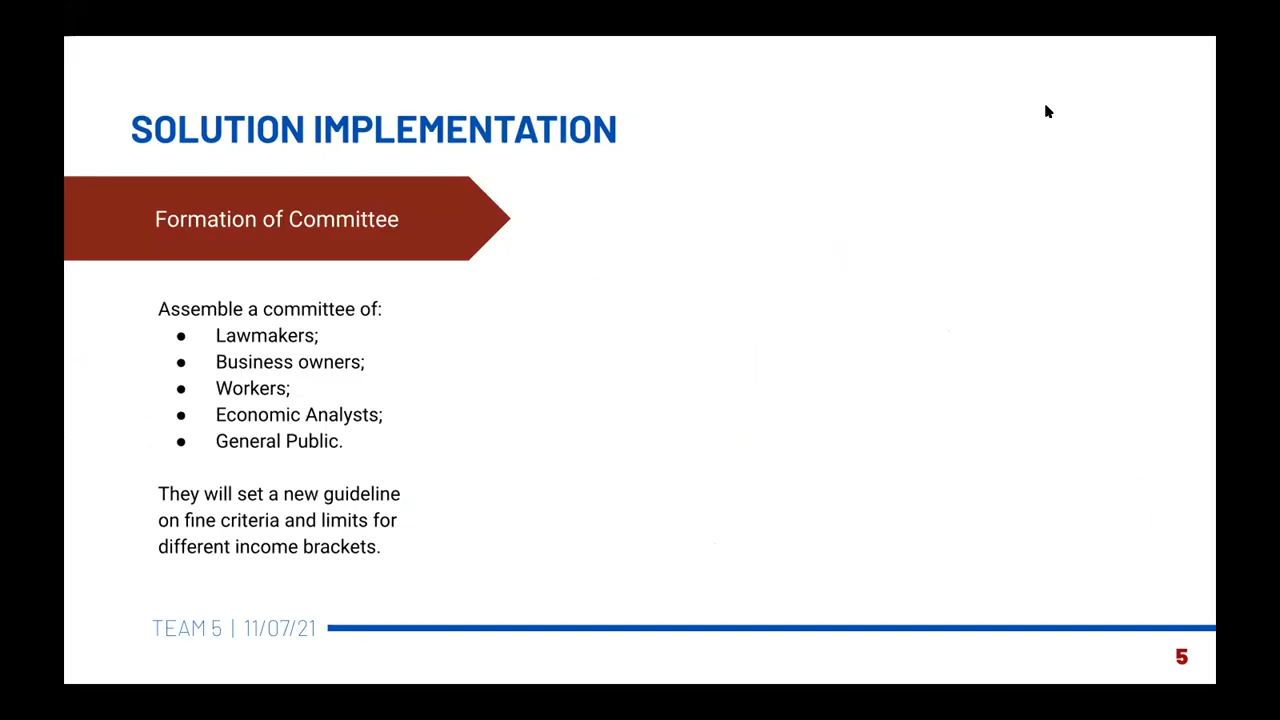 SOLUTION IMPLEMENTATION
Formation of Committee
Assemble a committee of:
● Lawmakers;
● Business owners;
● Workers;
● Economic Analysts;
● General Public.
They will set a new guideline
on fine criteria and limits for
different income brackets.
TEAM 5 | 11/07/21
5